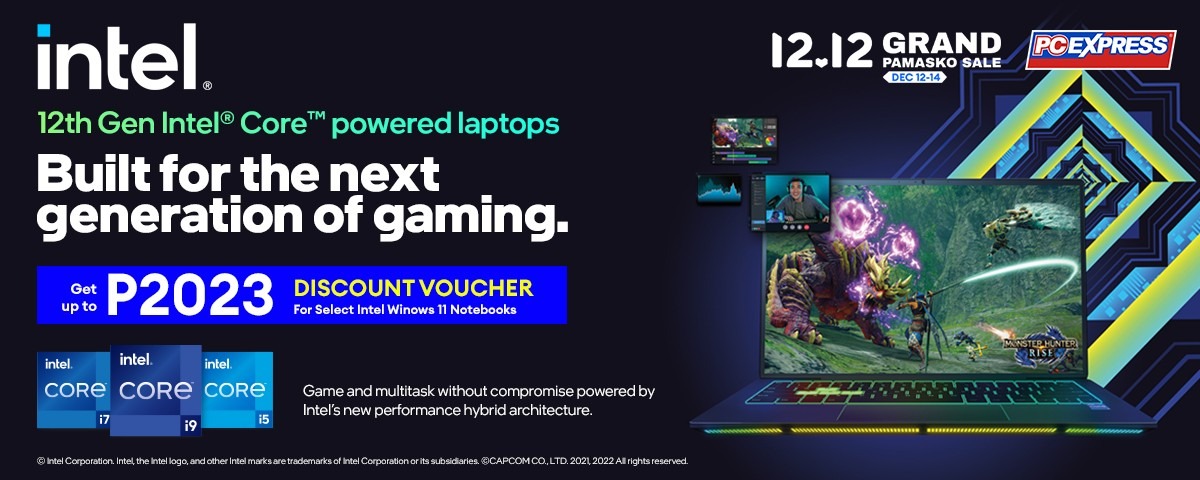 intel®
12.12 GRAND
PAMASKO SALE
DEC 12-14
PCEXPRESS
12th Gen Intel® Core™ powered laptops
Built for the next
generation of gaming.
Get
up to
P2023
DISCOUNT VOUCHER
For Select Intel Winows 11 Notebooks
intel.
CORE
i7
intel.
CORE
i9
intel.
CORE
i5
Game and multitask without compromise powered by
Intel's new performance hybrid architecture.
MONSTER HUNTER
RISE
© Intel Corporation. Intel, the Intel logo, and other Intel marks are trademarks of Intel Corporation or its subsidiaries. ©CAPCOM CO., LTD. 2021, 2022 All rights reserved.